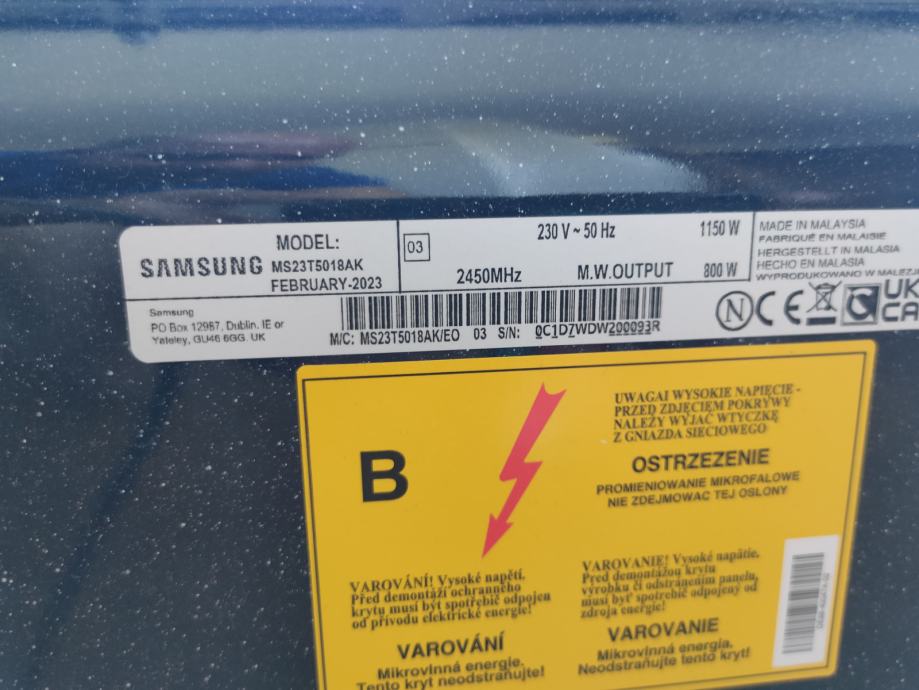 SAMSUNG
MODEL:
MS23T5018AK
FEBRUARY-2023
03
230 V ~ 50 Hz 1150 W
2450MHz M.W.OUTPUT 800 W
MADE IN MALAYSIA
FABRIQUÉ EN MALAISIE
HERGESTELLT IN MALASIA
HECHO EN MALASIA
WYPRODUKOWANO W MALEZJ
Samsung
PO Box 12987, Dublin. IE or
Yateley, GU46 6GG. UK
M/C: MS23T5018AK/EO 03 S/N: 0C1D7WDW200093R
N CE UK
CA
B
UWAGA! WYSOKIE NAPIĘCIE -
PRZED ZDJĘCIEM POKRYWY
NALEŻY WYJĄĆ WTYCZKĘ
Z GNIAZDA SIECIOWEGO
OSTRZEZENIE
PROMIENIOWANIE MIKROFALOWE
NIE ZDEJMOWAC TEJ OSLONY
VAROVÁNÍ! Vysoké napětí.
Před demontáží ochranného
krytu musí být spotřebič odpojen
od přívodu elektrické energie!
VAROVÁNÍ
Mikrovlnná energie.
Tento kryt neodstraňujte!
VAROVANIE! Vysoké napätie.
Pred demontážou krytu
výrobku či odstránením panelu,
musí byť spotrebič odpojený od
zdroja energie!
VAROVANIE
Mikrovlnná energia.
Neodstraňujte tento kryt!